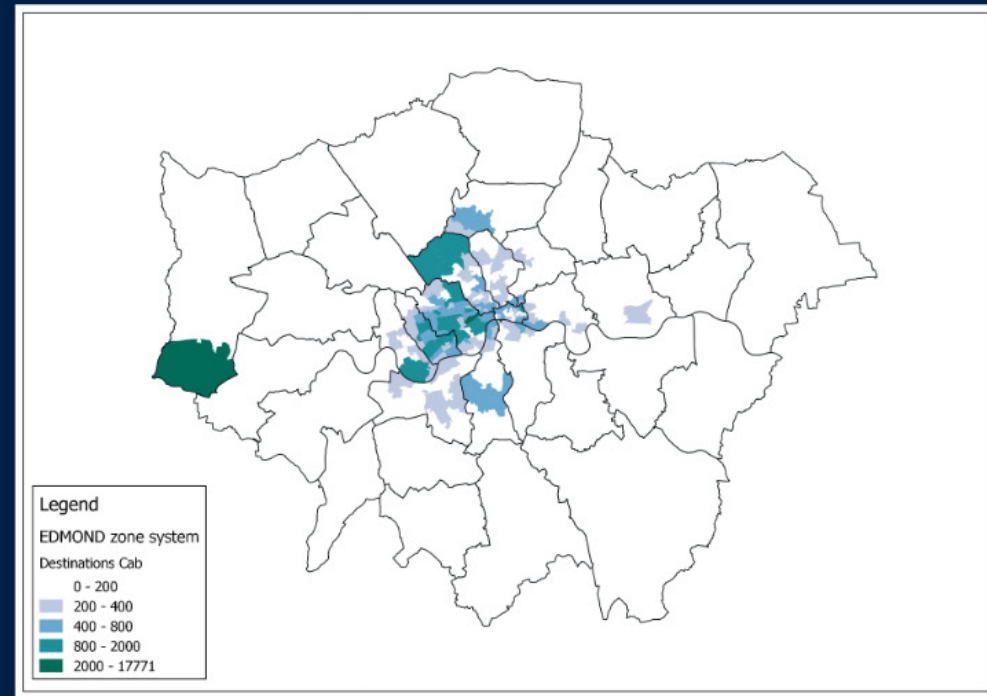 Legend
EDMOND zone system
Destinations Cab
0 - 200
200 - 400
400 - 800
800 - 2000
2000 - 17771